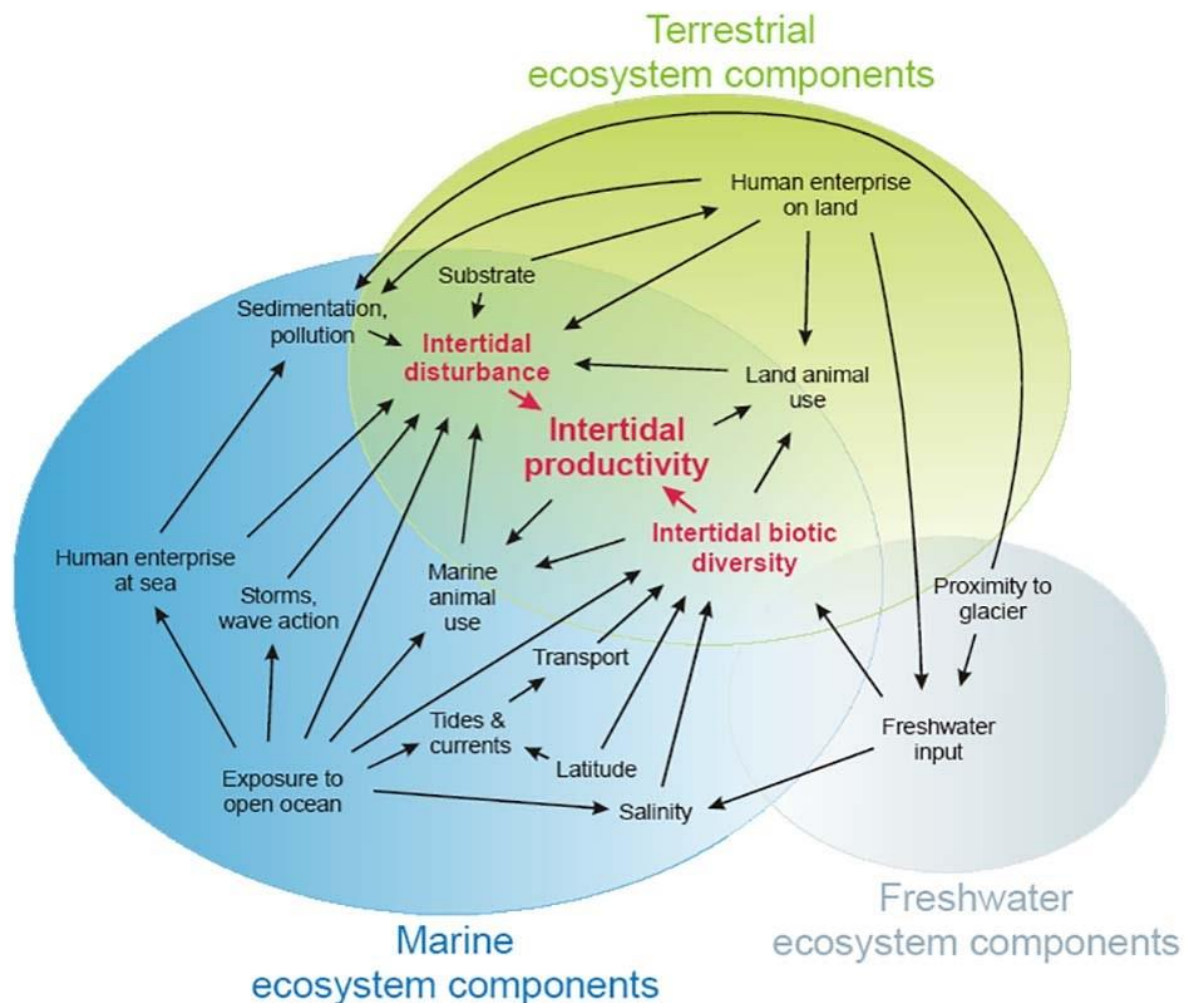 Terrestrial
ecosystem components
Human enterprise
on land
Substrate
Sedimentation,
pollution
Intertidal
disturbance
Land animal
use
Intertidal
productivity
Intertidal biotic
diversity
Human enterprise
at sea
Storms,
wave action
Marine
animal
use
Proximity to
glacier
Transport
Tides &
currents
Latitude
Freshwater
input
Exposure to
open ocean
Salinity
Freshwater
ecosystem components
Marine
ecosystem components